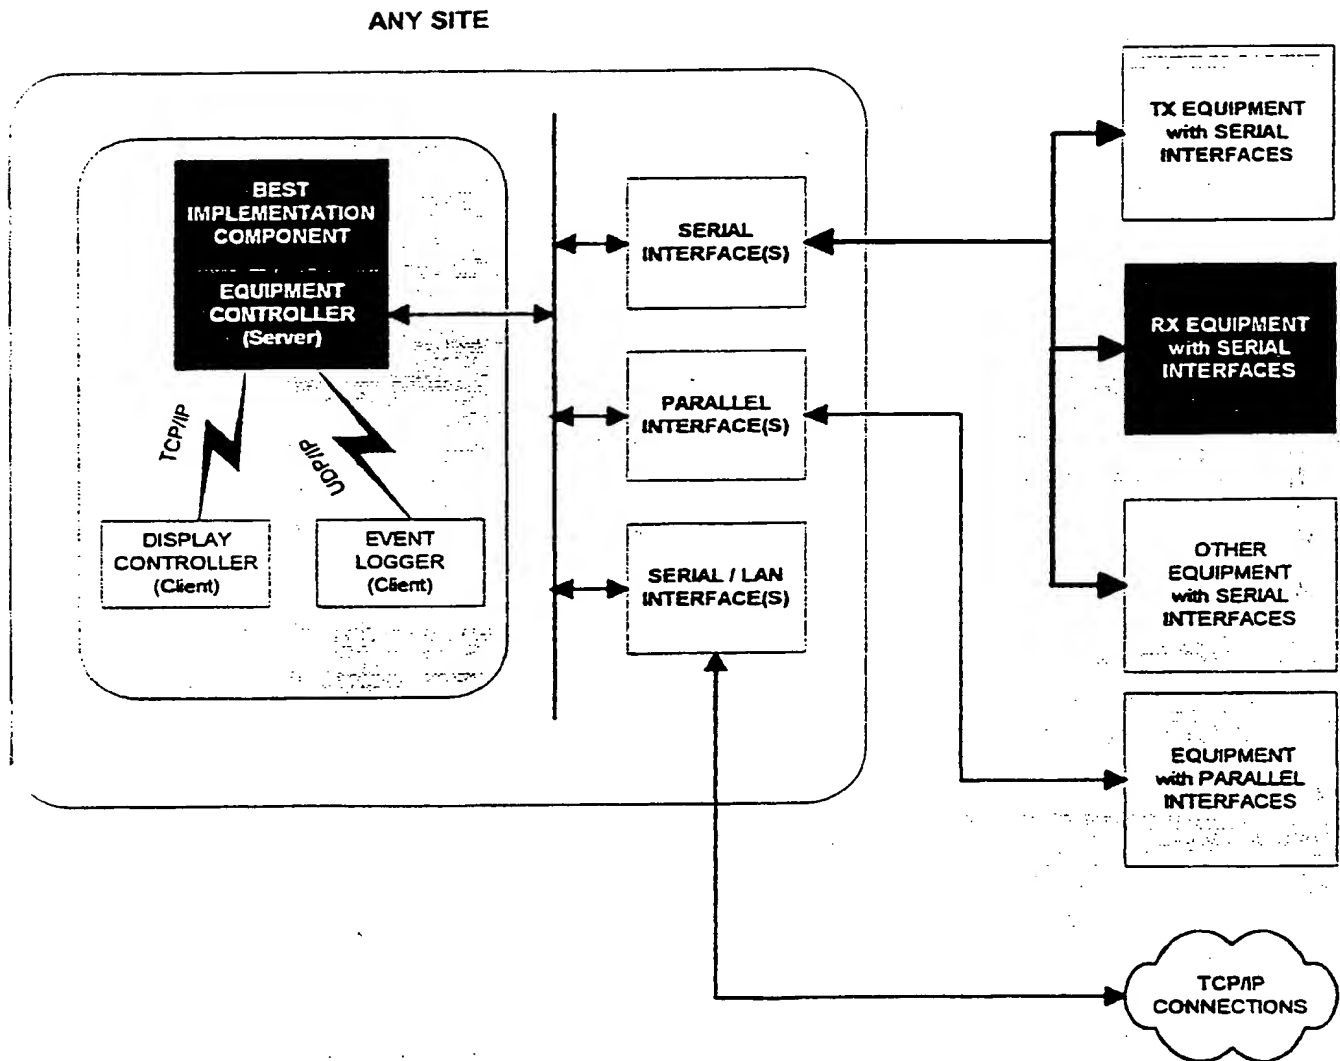 ANY SITE
BEST
IMPLEMENTATION
COMPONENT
EQUIPMENT
CONTROLLER
(Server)
TCP/IP
UDP/IP
DISPLAY
CONTROLLER
(Client)
EVENT
LOGGER
(Client)
SERIAL
INTERFACE(S)
PARALLEL
INTERFACE(S)
SERIAL / LAN
INTERFACE(S)
TX EQUIPMENT
with SERIAL
INTERFACES
RX EQUIPMENT
with SERIAL
INTERFACES
OTHER
EQUIPMENT
with SERIAL
INTERFACES
EQUIPMENT
with PARALLEL
INTERFACES
TCP/IP
CONNECTIONS